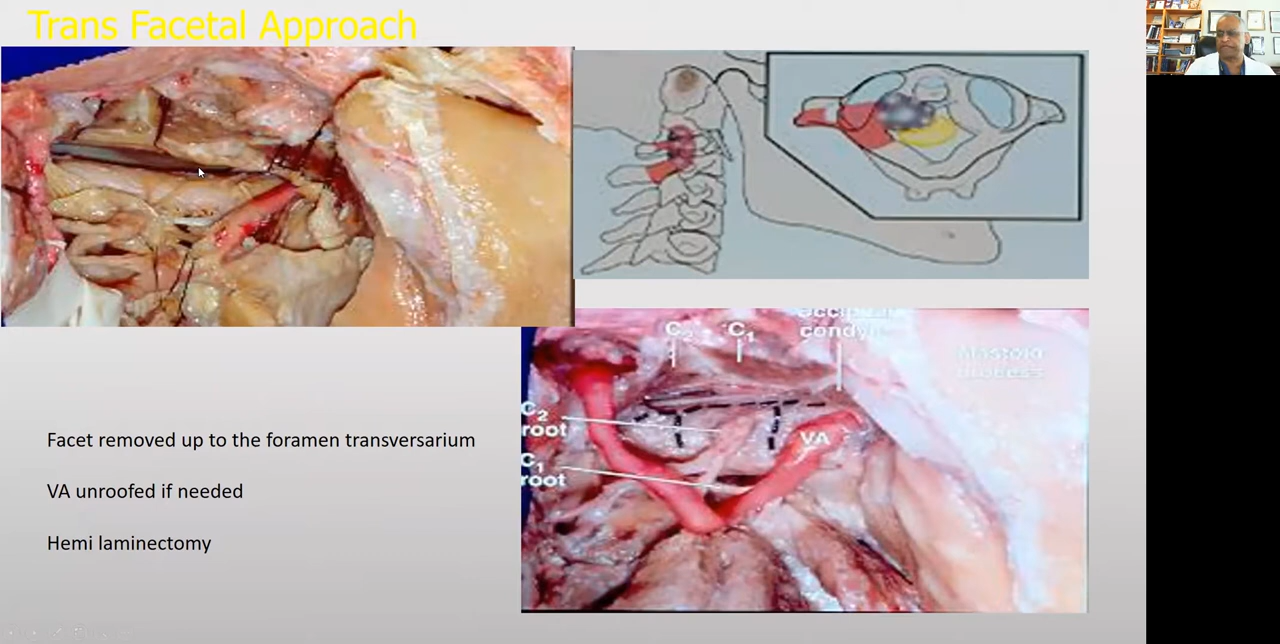 Trans Facetal Approach
C2 C1 occipital
condyle
Mastoid
process
C2
root
VA
C1
root
Facet removed up to the foramen transversarium
VA unroofed if needed
Hemi laminectomy